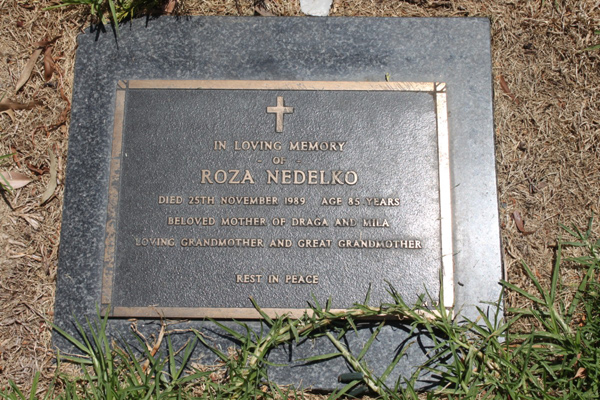 IN LOVING MEMORY
- OF -
ROZA NEDELKO
DIED 25TH NOVEMBER 1989 AGE 85 YEARS
BELOVED MOTHER OF DRAGA AND MILA
LOVING GRANDMOTHER AND GREAT GRANDMOTHER
REST IN PEACE